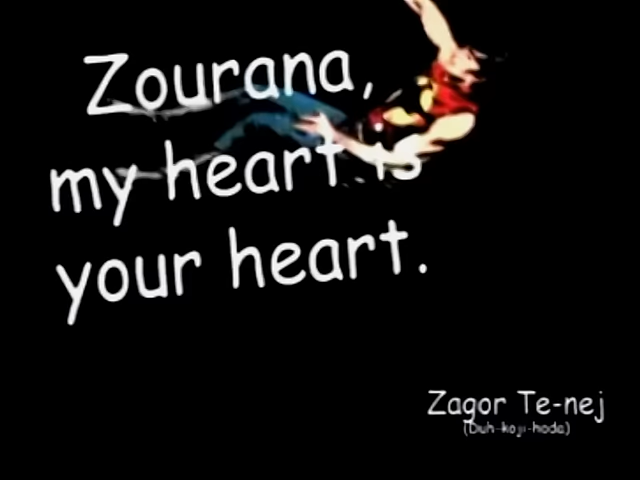 Zourana,
my heart is
your heart.
Zagor Te-nej
(Duh-koji-hoda)